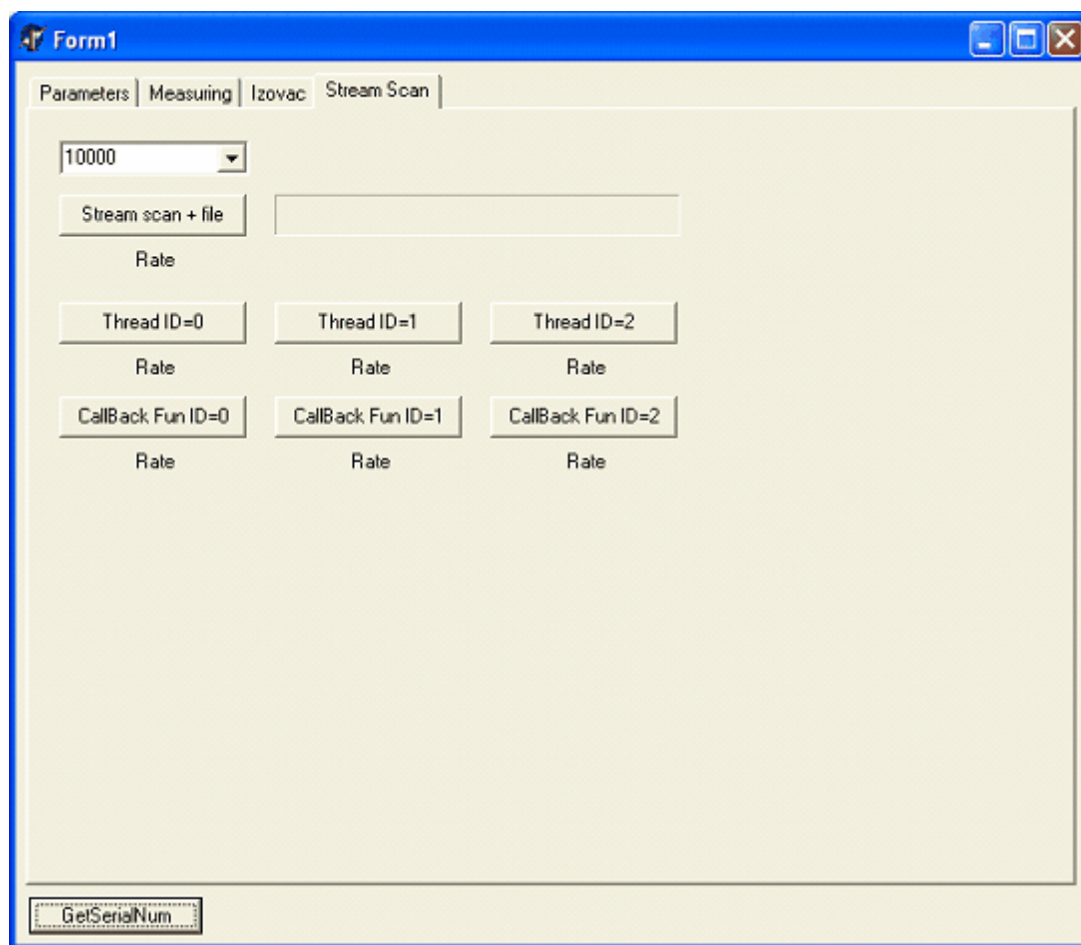 Form1
Parameters Measuring Izovac Stream Scan
10000
Stream scan + file
Rate
Thread ID=0 Thread ID=1 Thread ID=2
Rate Rate Rate
CallBack Fun ID=0 CallBack Fun ID=1 CallBack Fun ID=2
Rate Rate Rate
GetSerialNum